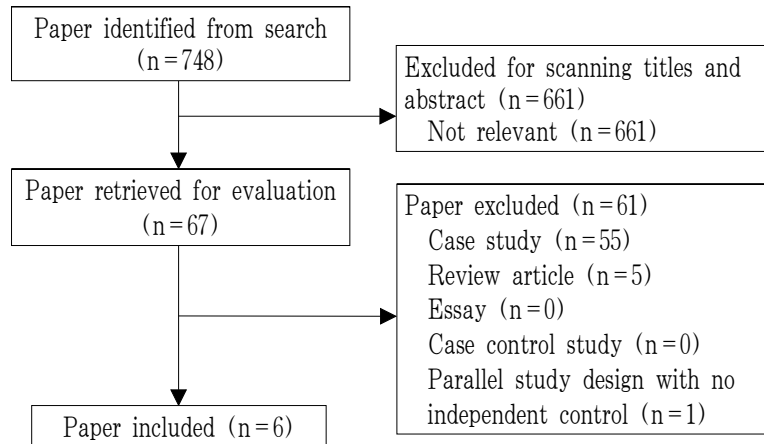 Paper identified from search
(n=748)
Excluded for scanning titles and
abstract (n=661)
Not relevant (n=661)
Paper retrieved for evaluation
(n=67)
Paper excluded (n=61)
Case study (n=55)
Review article (n=5)
Essay (n=0)
Case control study (n=0)
Parallel study design with no
independent control (n=1)
Paper included (n=6)